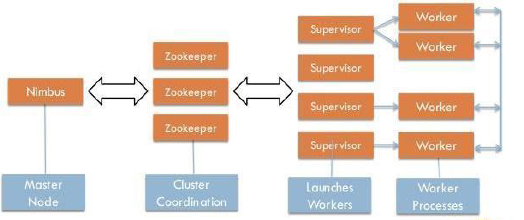 Nimbus
Master
Node
Zookeeper
Zookeeper
Zookeeper
Cluster
Coordination
Supervisor
Supervisor
Supervisor
Supervisor
Launches
Workers
Worker
Worker
Worker
Worker
Worker
Processes